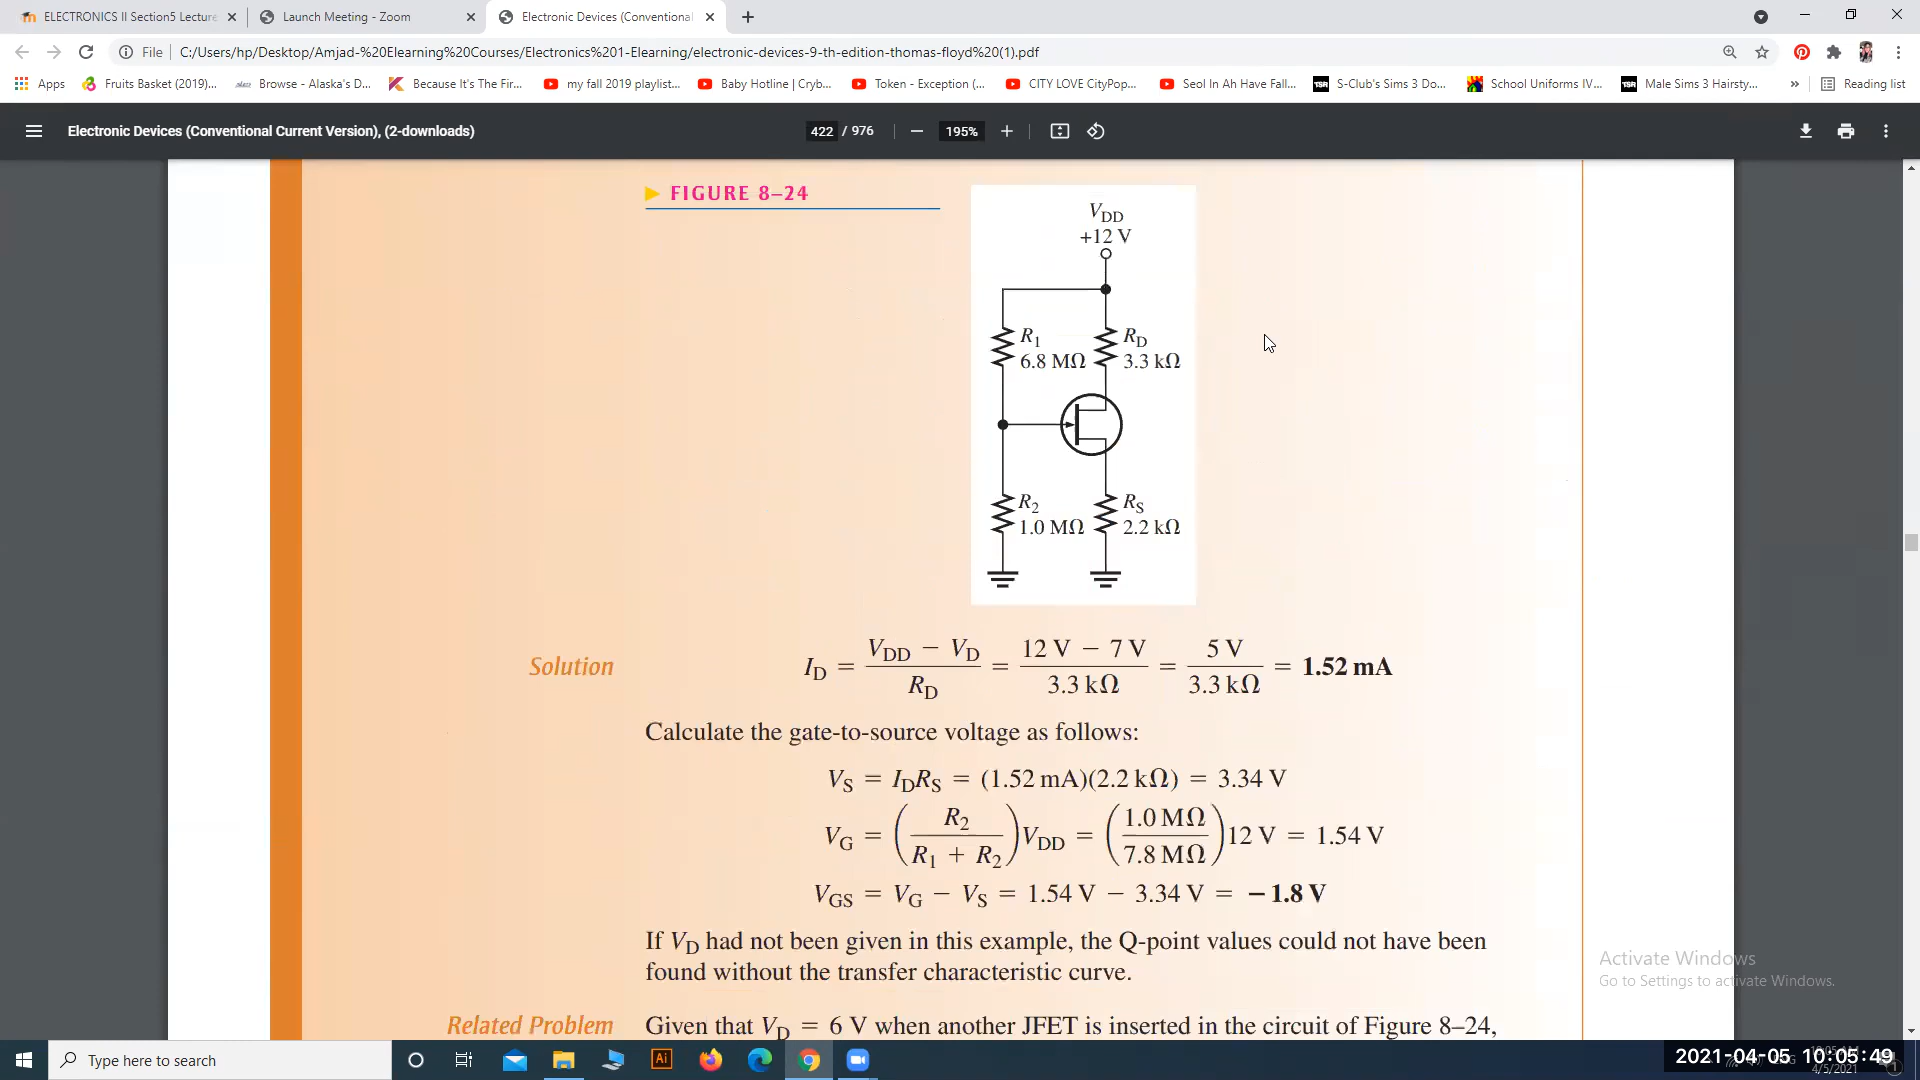 ELECTRONICS II Section5 Lecture
Launch Meeting - Zoom
Electronic Devices (Conventional
File
C:/Users/hp/Desktop/Amjad-%20Elearning%20Courses/Electronics%201-Elearning/electronic-devices-9-th-edition-thomas-floyd%20(1).pdf
Apps
Fruits Basket (2019)...
Browse - Alaska's D...
Because It's The Fir...
my fall 2019 playlist...
Baby Hotline | Cryb...
Token - Exception (...
CITY LOVE CityPop...
Seol In Ah Have Fall...
S-Club's Sims 3 Do...
School Uniforms IV...
Male Sims 3 Hairsty...
» Reading list
Electronic Devices (Conventional Current Version), (2-downloads)
422 / 976
195%
FIGURE 8–24
VDD
+12 V
R1
6.8 MΩ
RD
3.3 kΩ
R2
1.0 MΩ
RS
2.2 kΩ
Solution
ID = (VDD − VD) / RD = (12 V − 7 V) / 3.3 kΩ = 5 V / 3.3 kΩ = 1.52 mA
Calculate the gate-to-source voltage as follows:
VS = IDRS = (1.52 mA)(2.2 kΩ) = 3.34 V
VG = (R2 / (R1 + R2)) VDD = (1.0 MΩ / 7.8 MΩ) 12 V = 1.54 V
VGS = VG − VS = 1.54 V − 3.34 V = −1.8 V
If VD had not been given in this example, the Q-point values could not have been
found without the transfer characteristic curve.
Related Problem
Given that VD = 6 V when another JFET is inserted in the circuit of Figure 8–24,
Activate Windows
Go to Settings to activate Windows.
Type here to search
Ai
2021-04-05 10:05:49
4/5/2021